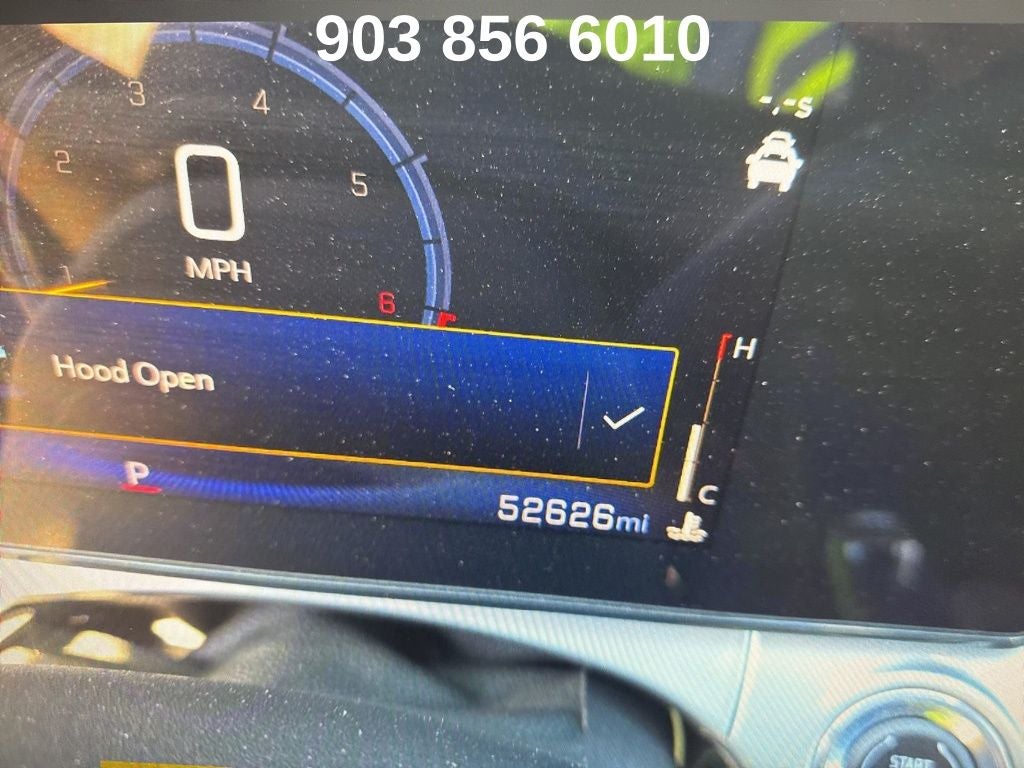 903 856 6010
3
4
-.-s
2
0
5
MPH
1
6
H
Hood Open
P
C
52626mi
START